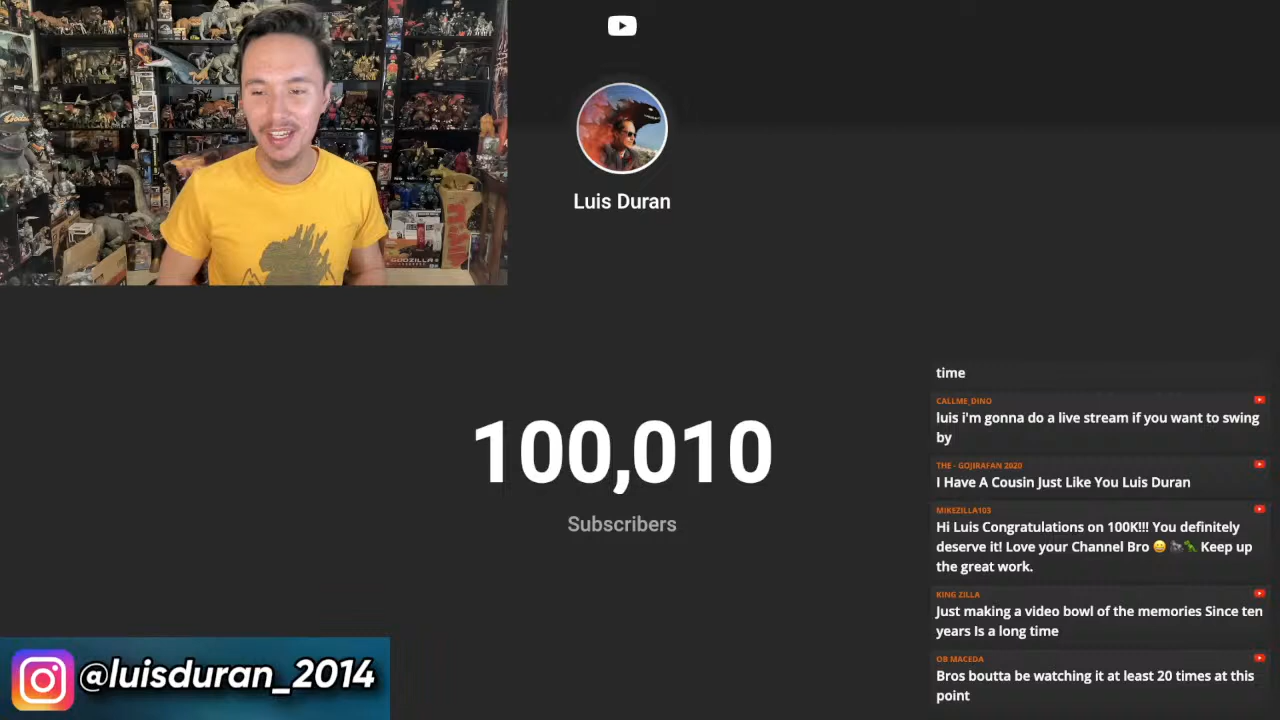 Luis Duran
GODZILLA
100,010
Subscribers
time
CALLME_DINO
luis i'm gonna do a live stream if you want to swing
by
THE - GOJIRAFAN 2020
I Have A Cousin Just Like You Luis Duran
MIKEZILLA103
Hi Luis Congratulations on 100K!!! You definitely
deserve it! Love your Channel Bro 😄 🦍🦖 Keep up
the great work.
KING ZILLA
Just making a video bowl of the memories Since ten
years Is a long time
OB MACEDA
Bros boutta be watching it at least 20 times at this
point
@luisduran_2014